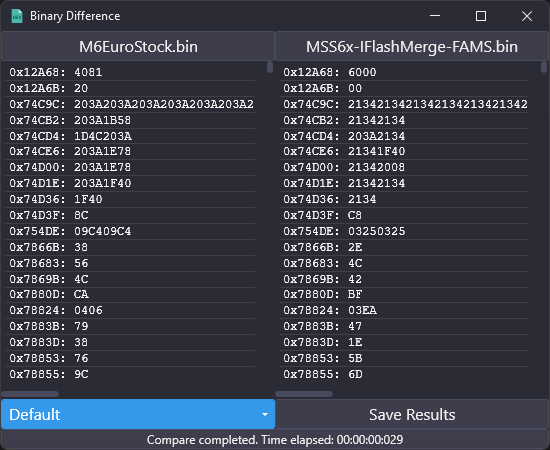 Binary Difference
M6EuroStock.bin
MSS6x-IFlashMerge-FAMS.bin
0x12A68: 4081
0x12A6B: 20
0x74C9C: 203A203A203A203A203A203A203A2
0x74CB2: 203A1B58
0x74CD4: 1D4C203A
0x74CE6: 203A1E78
0x74D00: 203A1E78
0x74D1E: 203A1F40
0x74D36: 1F40
0x74D3F: 8C
0x754DE: 09C409C4
0x7866B: 38
0x78683: 56
0x7869B: 4C
0x7880D: CA
0x78824: 0406
0x7883B: 79
0x7883D: 38
0x78853: 76
0x78855: 9C
0x12A68: 6000
0x12A6B: 00
0x74C9C: 21342134213421342134213421342
0x74CB2: 21342134
0x74CD4: 203A2134
0x74CE6: 21341F40
0x74D00: 21342008
0x74D1E: 21342134
0x74D36: 2134
0x74D3F: C8
0x754DE: 03250325
0x7866B: 2E
0x78683: 4C
0x7869B: 42
0x7880D: BF
0x78824: 03EA
0x7883B: 47
0x7883D: 1E
0x78853: 5B
0x78855: 6D
Default
Save Results
Compare completed. Time elapsed: 00:00:00:029